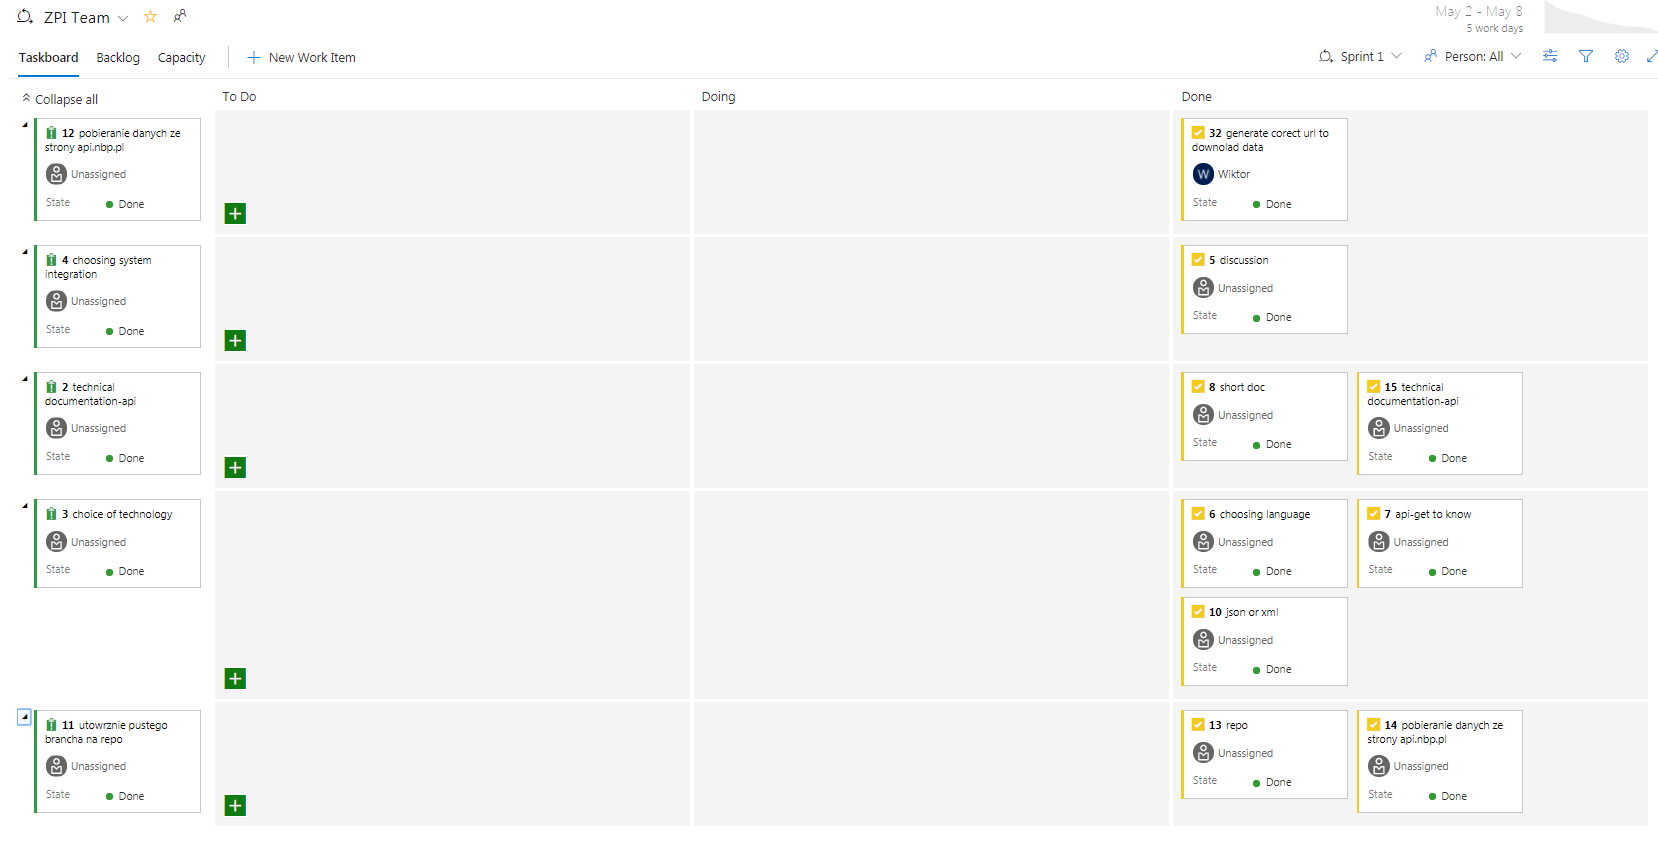 ZPI Team
May 2 - May 8
5 work days
Taskboard Backlog Capacity New Work Item Sprint 1 Person: All
Collapse all To Do Doing Done
12 pobieranie danych ze
strony api.nbp.pl
Unassigned
State Done
32 generate corect url to
downolad data
W Wiktor
State Done
4 choosing system
integration
Unassigned
State Done
5 discussion
Unassigned
State Done
2 technical
documentation-api
Unassigned
State Done
8 short doc
Unassigned
State Done
15 technical
documentation-api
Unassigned
State Done
3 choice of technology
Unassigned
State Done
6 choosing language
Unassigned
State Done
7 api-get to know
Unassigned
State Done
10 json or xml
Unassigned
State Done
11 utowrznie pustego
brancha na repo
Unassigned
State Done
13 repo
Unassigned
State Done
14 pobieranie danych ze
strony api.nbp.pl
Unassigned
State Done